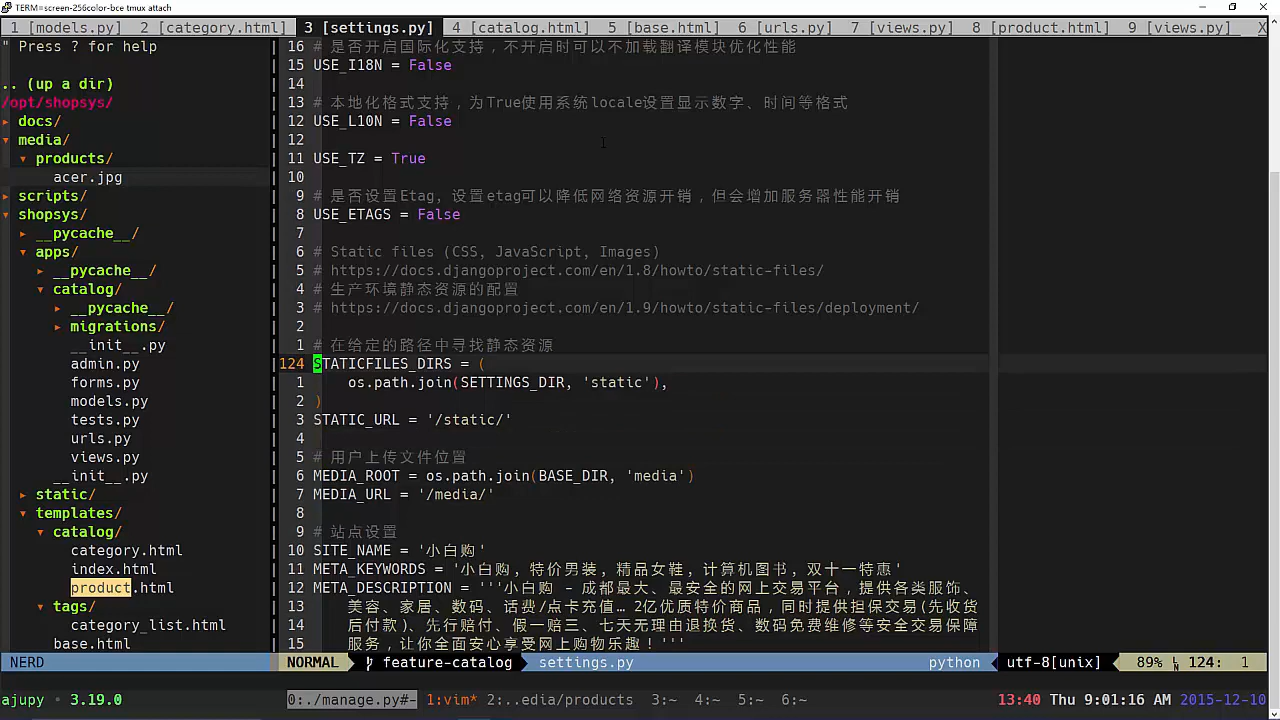 TERM=screen-256color-bce tmux attach
1 [models.py] 2 [category.html] 3 [settings.py] 4 [catalog.html] 5 [base.html] 6 [urls.py] 7 [views.py] 8 [product.html] 9 [views.py] X
" Press ? for help
.. (up a dir)
/opt/shopsys/
▸ docs/
▾ media/
▾ products/
acer.jpg
▸ scripts/
▾ shopsys/
▸ __pycache__/
▾ apps/
▸ __pycache__/
▾ catalog/
▸ __pycache__/
▸ migrations/
__init__.py
admin.py
forms.py
models.py
tests.py
urls.py
views.py
__init__.py
▸ static/
▾ templates/
▾ catalog/
category.html
index.html
product.html
▾ tags/
category_list.html
base.html
16 # 是否开启国际化支持，不开启时可以不加载翻译模块优化性能
15 USE_I18N = False
14
13 # 本地化格式支持，为True使用系统locale设置显示数字、时间等格式
12 USE_L10N = False
12
11 USE_TZ = True
10
9 # 是否设置Etag, 设置etag可以降低网络资源开销，但会增加服务器性能开销
8 USE_ETAGS = False
7
6 # Static files (CSS, JavaScript, Images)
5 # https://docs.djangoproject.com/en/1.8/howto/static-files/
4 # 生产环境静态资源的配置
3 # https://docs.djangoproject.com/en/1.9/howto/static-files/deployment/
2
1 # 在给定的路径中寻找静态资源
124 STATICFILES_DIRS = (
1 os.path.join(SETTINGS_DIR, 'static'),
2 )
3 STATIC_URL = '/static/'
4
5 # 用户上传文件位置
6 MEDIA_ROOT = os.path.join(BASE_DIR, 'media')
7 MEDIA_URL = '/media/'
8
9 # 站点设置
10 SITE_NAME = '小白购'
11 META_KEYWORDS = '小白购, 特价男装, 精品女鞋, 计算机图书, 双十一特惠'
12 META_DESCRIPTION = '''小白购 - 成都最大、最安全的网上交易平台，提供各类服饰、
13 美容、家居、数码、话费/点卡充值… 2亿优质特价商品，同时提供担保交易(先收货
14 后付款)、先行赔付、假一赔三、七天无理由退换货、数码免费维修等安全交易保障
15 服务，让你全面安心享受网上购物乐趣！'''
NERD NORMAL feature-catalog settings.py python utf-8[unix] 89% 124: 1
ajupy • 3.19.0 0:./manage.py#- 1:vim* 2:..edia/products 3:~ 4:~ 5:~ 6:~ 13:40 Thu 9:01:16 AM 2015-12-10